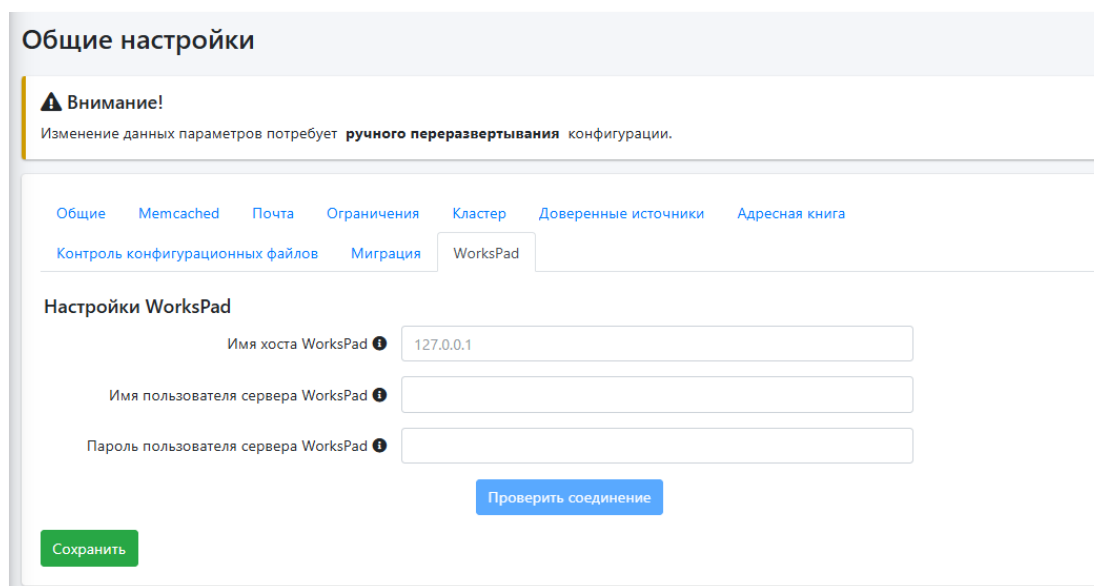 Общие настройки
Внимание!
Изменение данных параметров потребует ручного переразвертывания конфигурации.
Общие Memcached Почта Ограничения Кластер Доверенные источники Адресная книга
Контроль конфигурационных файлов Миграция WorksPad
Настройки WorksPad
Имя хоста WorksPad 127.0.0.1
Имя пользователя сервера WorksPad
Пароль пользователя сервера WorksPad
Проверить соединение
Сохранить